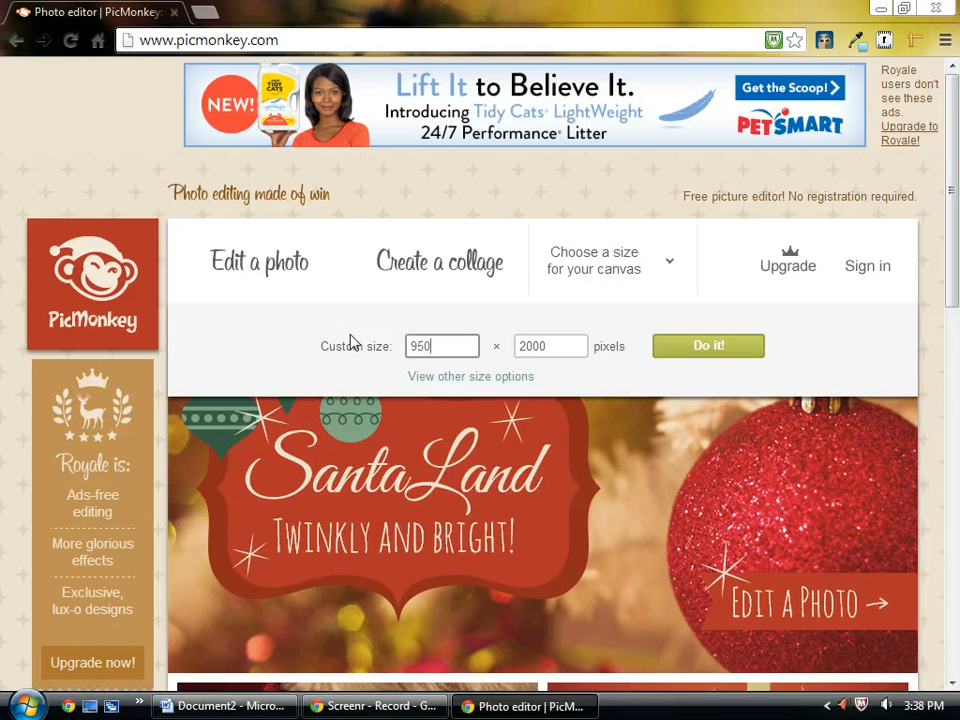 Photo editor | PicMonkey:
www.picmonkey.com
NEW!
TIDY CATS
Lift It to Believe It.
Introducing Tidy Cats LightWeight
24/7 Performance Litter
Get the Scoop!
PETSMART
Royale
users don't
see these
ads.
Upgrade to
Royale!
Photo editing made of win
Free picture editor! No registration required.
PicMonkey
Edit a photo
Create a collage
Choose a size
for your canvas
Upgrade
Sign in
Custom size:
950
×
2000
pixels
Do it!
View other size options
Royale is:
Ads-free
editing
More glorious
effects
Exclusive,
lux-o designs
Upgrade now!
SantaLand
TWINKLY AND BRIGHT!
EDIT A PHOTO →
Document2 - Micro...
Screenr - Record - G...
Photo editor | PicM...
3:38 PM